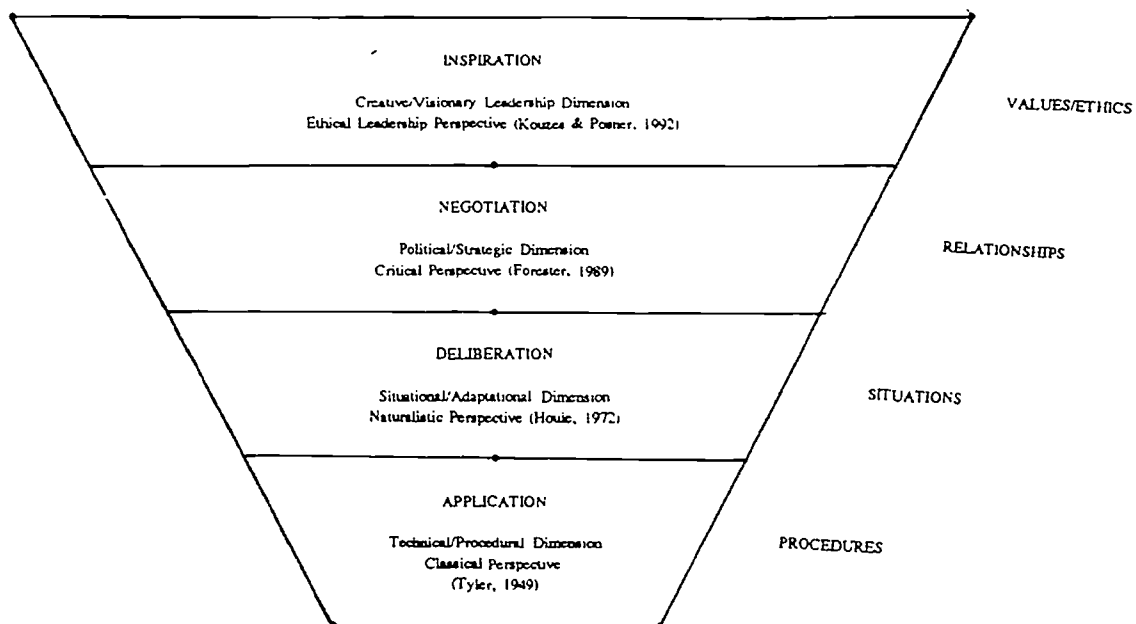 INSPIRATION
Creative/Visionary Leadership Dimension
Ethical Leadership Perspective (Kouzes & Posner, 1992)
VALUES/ETHICS
NEGOTIATION
Political/Strategic Dimension
Critical Perspective (Forester, 1989)
RELATIONSHIPS
DELIBERATION
Situational/Adaptational Dimension
Naturalistic Perspective (Houle, 1972)
SITUATIONS
APPLICATION
Technical/Procedural Dimension
Classical Perspective
(Tyler, 1949)
PROCEDURES